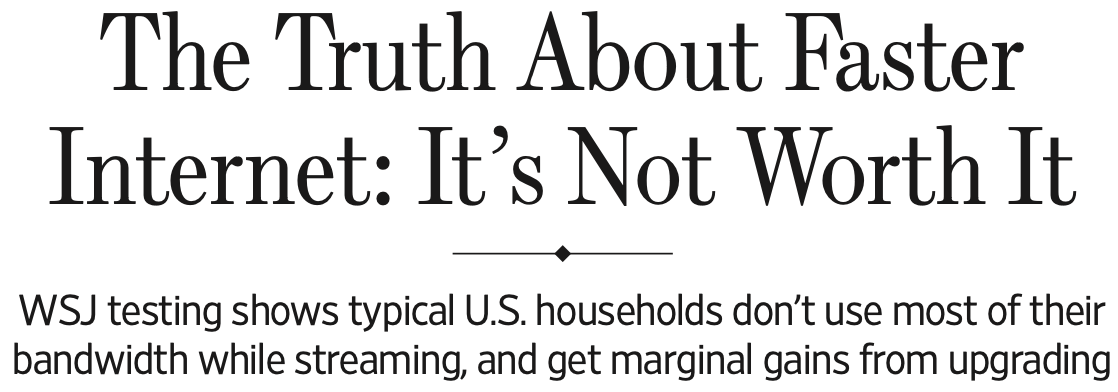 The Truth About Faster
Internet: It’s Not Worth It
WSJ testing shows typical U.S. households don’t use most of their
bandwidth while streaming, and get marginal gains from upgrading